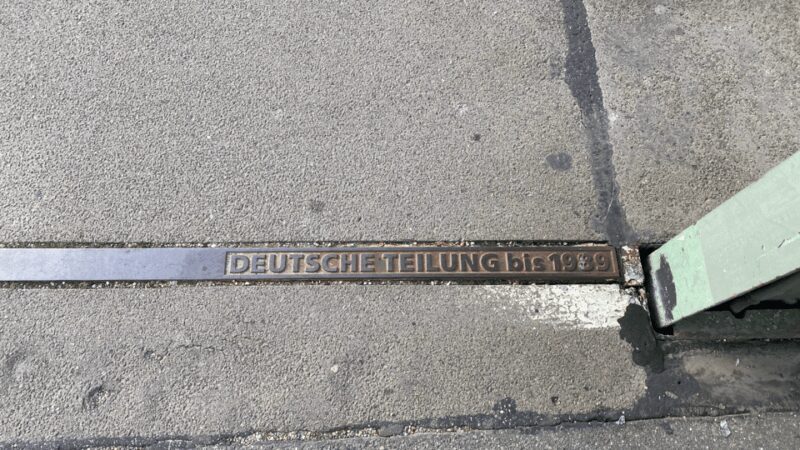 DEUTSCHE TEILUNG bis 1989